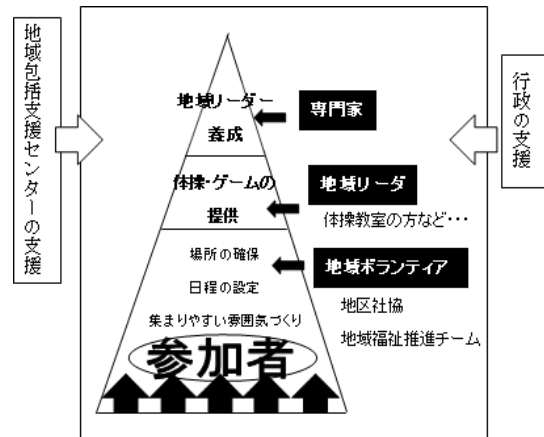 地域包括支援センターの支援
行政の支援
地域リーダー
養成
専門家
体操・ゲームの
提供
地域リーダ
体操教室の方など・・・
場所の確保
日程の設定
集まりやすい雰囲気づくり
地域ボランティア
地区社協
地域福祉推進チーム
参加者